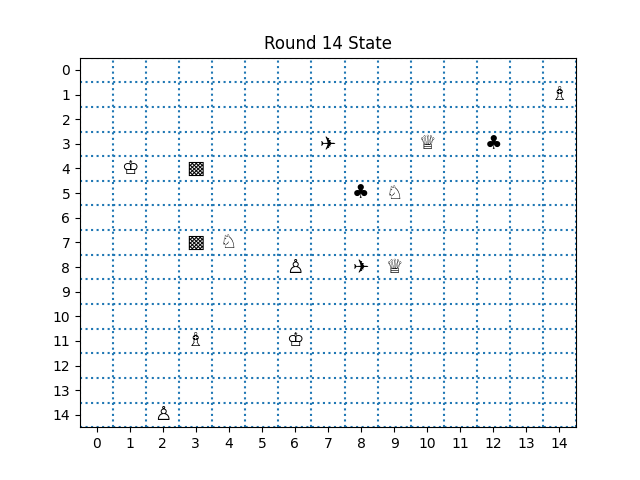 Round 14 State
0
1 ♗
2
3 ✈ ♕ ♣
4 ♔ ▩
5 ♣ ♘
6
7 ▩ ♘
8 ♙ ✈ ♕
9
10
11 ♗ ♔
12
13
14 ♙
0 1 2 3 4 5 6 7 8 9 10 11 12 13 14